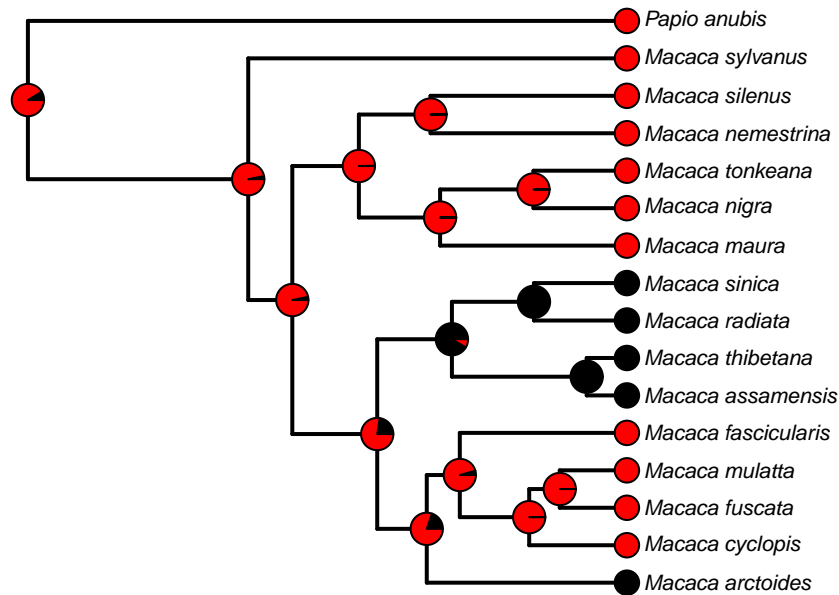 Papio anubis
Macaca sylvanus
Macaca silenus
Macaca nemestrina
Macaca tonkeana
Macaca nigra
Macaca maura
Macaca sinica
Macaca radiata
Macaca thibetana
Macaca assamensis
Macaca fascicularis
Macaca mulatta
Macaca fuscata
Macaca cyclopis
Macaca arctoides